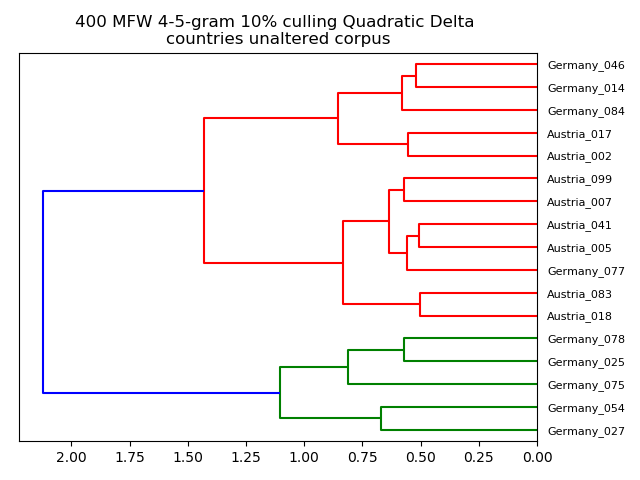 400 MFW 4-5-gram 10% culling Quadratic Delta
countries unaltered corpus
Germany_046
Germany_014
Germany_084
Austria_017
Austria_002
Austria_099
Austria_007
Austria_041
Austria_005
Germany_077
Austria_083
Austria_018
Germany_078
Germany_025
Germany_075
Germany_054
Germany_027
2.00 1.75 1.50 1.25 1.00 0.75 0.50 0.25 0.00